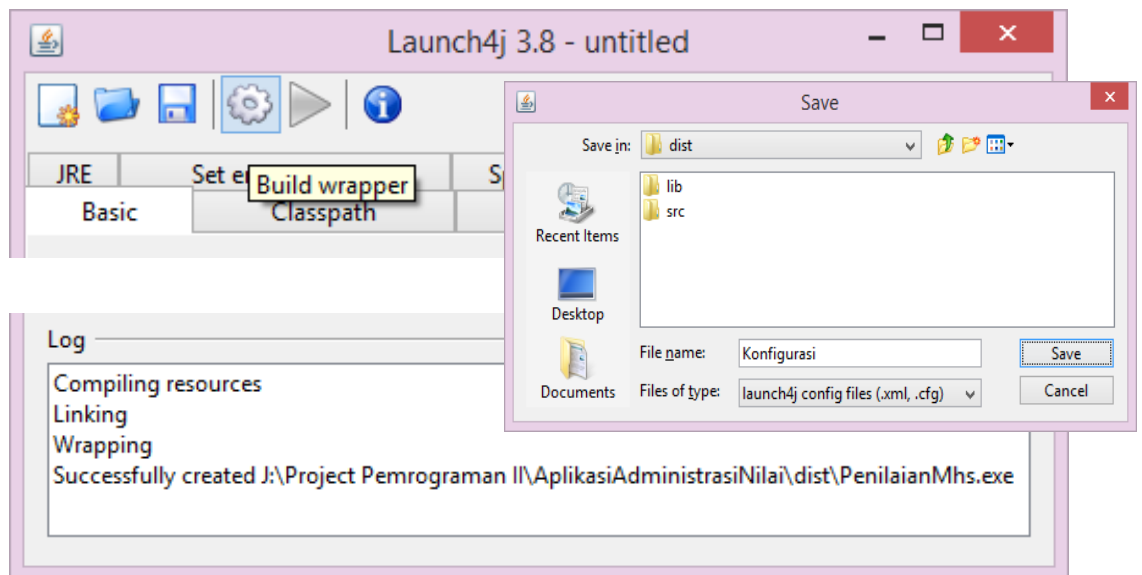 Launch4j 3.8 - untitled
JRE
Set e
Build wrapper
Basic
Classpath
Save
Save in:
dist
lib
src
Recent Items
Desktop
Documents
File name:
Konfigurasi
Save
Files of type:
launch4j config files (.xml, .cfg)
Cancel
Log
Compiling resources
Linking
Wrapping
Successfully created J:\Project Pemrograman II\AplikasiAdministrasiNilai\dist\PenilaianMhs.exe